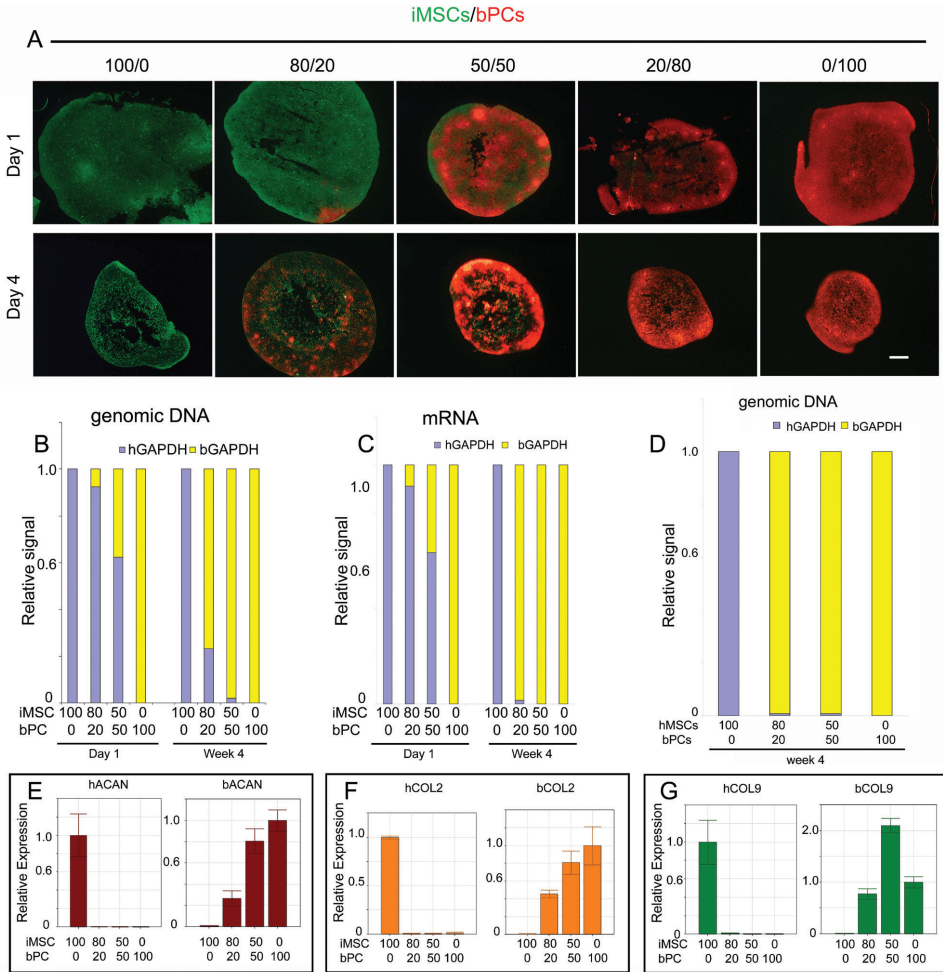 iMSCs/bPCs
A
100/0 80/20 50/50 20/80 0/100
Day 1
Day 4
B
genomic DNA
hGAPDH bGAPDH
Relative signal
1.0
0.6
0
iMSC 100 80 50 0 100 80 50 0
bPC 0 20 50 100 0 20 50 100
Day 1 Week 4
C
mRNA
hGAPDH bGAPDH
Relative signal
1.0
0.6
0
iMSC 100 80 50 0 100 80 50 0
bPC 0 20 50 100 0 20 50 100
Day 1 Week 4
D
genomic DNA
hGAPDH bGAPDH
Relative signal
1.0
0.6
0
hMSCs 100 80 50 0
bPCs 0 20 50 100
week 4
E
hACAN bACAN
Relative Expression
1.0 1.0
0.6 0.6
0 0
iMSC 100 80 50 0 100 80 50 0
bPC 0 20 50 100 0 20 50 100
F
hCOL2 bCOL2
Relative Expression
1.0 1.0
0.6 0.6
0 0
iMSC 100 80 50 0 100 80 50 0
bPC 0 20 50 100 0 20 50 100
G
hCOL9 bCOL9
Relative Expression
1.0 2.0
0.6 1.0
0 0
iMSC 100 80 50 0 100 80 50 0
bPC 0 20 50 100 0 20 50 100